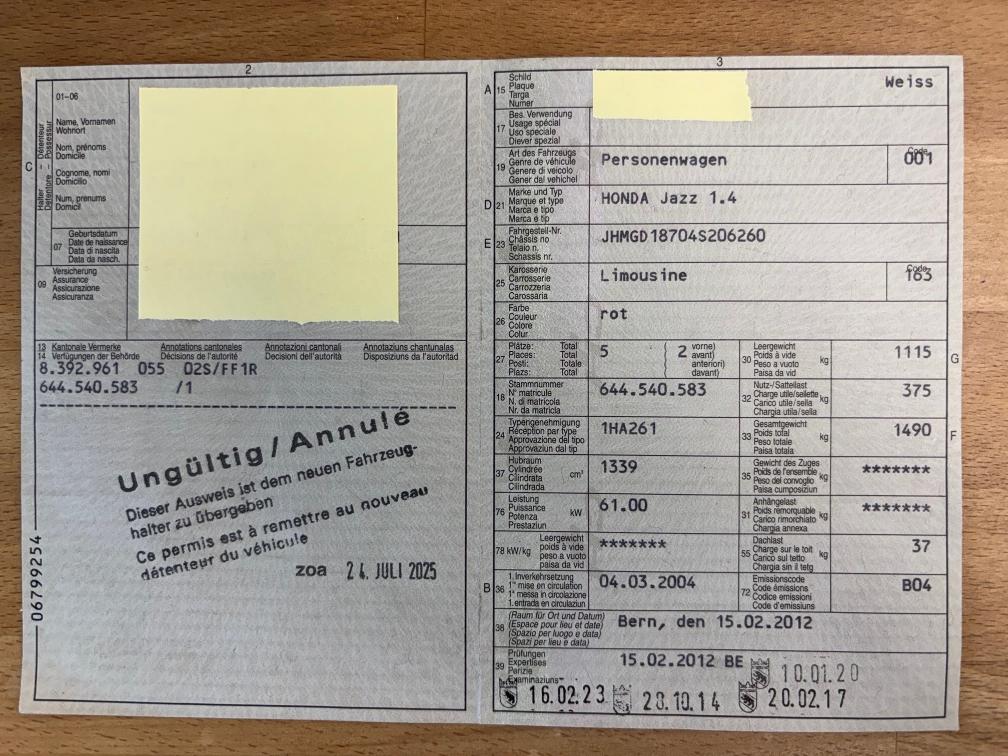 2
01-06
C
Halter – Détenteur
Detentore – Possessur
Name, Vornamen
Wohnort
Nom, prénoms
Domicile
Cognome, nomi
Domicilio
Num, prenums
Domicil
07
Geburtsdatum
Date de naissance
Data di nascita
Data da nasch.
09
Versicherung
Assurance
Assicurazione
Assicuranza
13 Kantonale Vermerke Annotations cantonales Annotazioni cantonali Annotaziuns chantunalas
14 Verfügungen der Behörde Décisions de l'autorité Decisioni dell'autorità Disposiziuns da l'autoritad
8.392.961 055 02S/FF1R
644.540.583 /1
Ungültig/Annulé
Dieser Ausweis ist dem neuen Fahrzeug-
halter zu übergeben
Ce permis est à remettre au nouveau
détenteur du véhicule
zoa 24. JULI 2025
06799254
3
A 15 Schild
Plaque
Targa
Numer
Weiss
17 Bes. Verwendung
Usage spécial
Uso speciale
Diever spezial
19 Art des Fahrzeugs
Genre de véhicule
Genere di veicolo
Gener dal vehichel
Personenwagen
Code
001
D 21 Marke und Typ
Marque et type
Marca e tipo
Marca e tip
HONDA Jazz 1.4
E 23 Fahrgestell-Nr.
Châssis no
Telaio n.
Schassis nr.
JHMGD18704S206260
25 Karosserie
Carrosserie
Carrozzeria
Carossaria
Limousine
Code
163
26 Farbe
Couleur
Colore
Colur
rot
27 Plätze: Total
Places: Total
Posti: Totale
Plazs: Total
5
( 2 vorne)
avant)
anteriori)
davant)
30 Leergewicht
Poids à vide
Peso a vuoto
Paisa da vid
kg
1115
G
18 Stammnummer
N° matricule
N. di matricola
Nr. da matricla
644.540.583
32 Nutz-/Sattellast
Charge utile/sellette
Carico utile/sella
Chargia utila/sella
kg
375
24 Typengenehmigung
Réception par type
Approvazione del tipo
Approvaziun dal tip
1HA261
33 Gesamtgewicht
Poids total
Peso totale
Paisa totala
kg
1490
F
37 Hubraum
Cylindrée
Cilindrata
Cilindrada
cm³
1339
35 Gewicht des Zuges
Poids de l'ensemble
Peso del convoglio
Paisa cumposiziun
kg
*******
76 Leistung
Puissance
Potenza
Prestaziun
kW
61.00
31 Anhängelast
Poids remorquable
Carico rimorchiato
Chargia annexa
kg
*******
78 kW/kg
Leergewicht
poids à vide
peso a vuoto
paisa da vid
*******
55 Dachlast
Charge sur le toit
Carico sul tetto
Chargia sin il tetg
kg
37
B 36 1. Inverkehrsetzung
1re mise en circulation
1a messa in circolazione
1. entrada en circulaziun
04.03.2004
72 Emissionscode
Code émissions
Codice emissioni
Code d'emissiuns
B04
38 (Raum für Ort und Datum)
(Espace pour lieu et date)
(Spazio per luogo e data)
(Spazi per lieu e data)
Bern, den 15.02.2012
39 Prüfungen
Expertises
Perizie
Examinaziuns
15.02.2012 BE
10.01.20
16.02.23 28.10.14 20.02.17